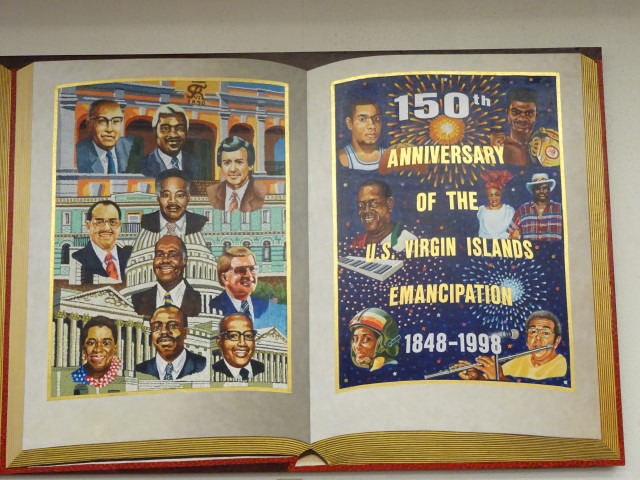 150th
ANNIVERSARY
OF THE
U.S. VIRGIN ISLANDS
EMANCIPATION
1848-1998